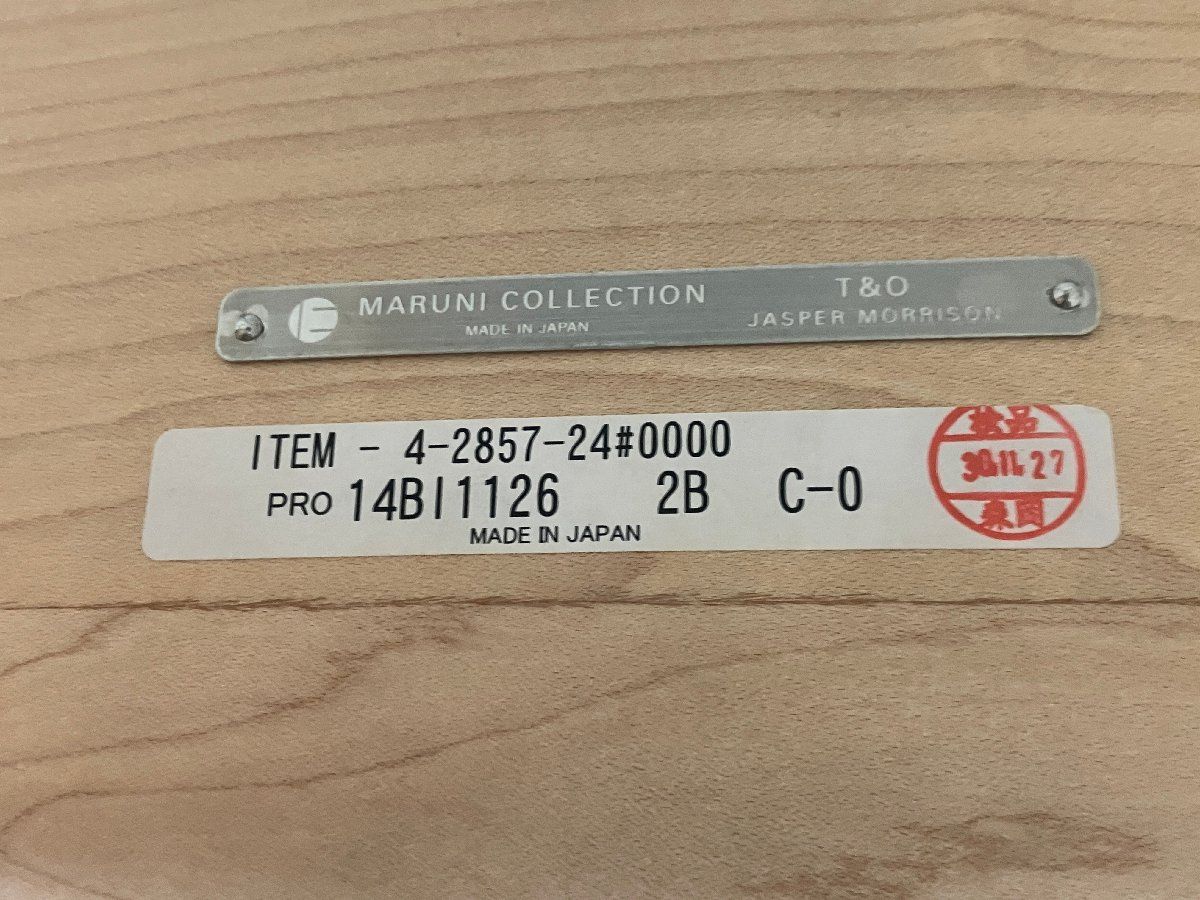 MARUNI COLLECTION
MADE IN JAPAN
T&O
JASPER MORRISON
ITEM - 4-2857-24#0000
PRO 14BI1126 2B C-0
MADE IN JAPAN
検品
30.11.27